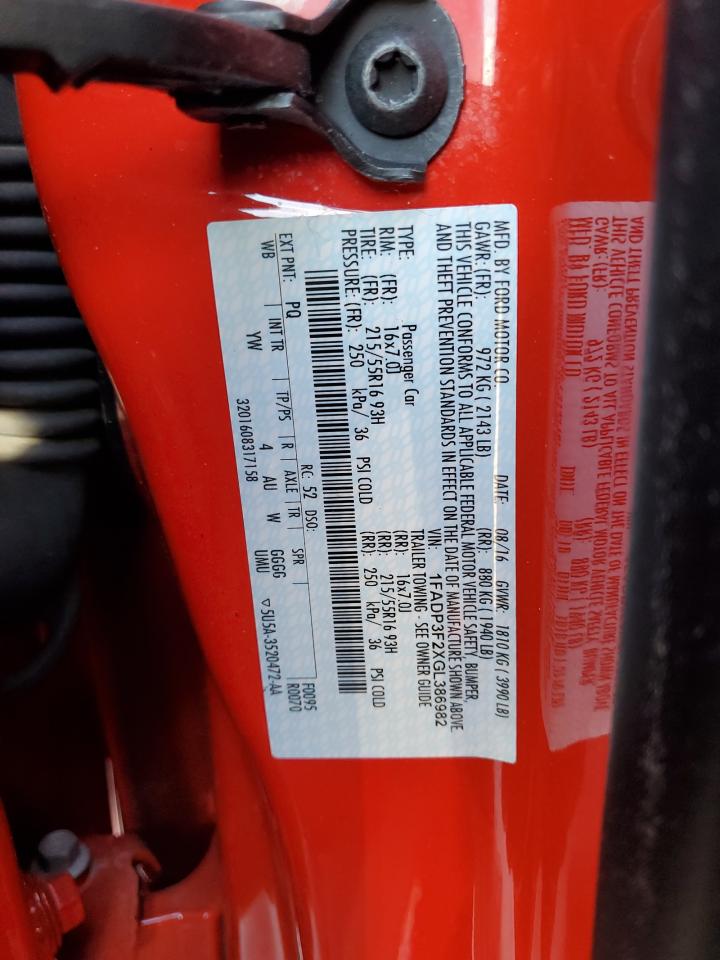 MFD. BY FORD MOTOR CO.
DATE: 08/16 GVWR: 1810 KG ( 3990 LB)
GAWR: (FR): 972 KG ( 2143 LB) (RR): 880 KG ( 1940 LB)
THIS VEHICLE CONFORMS TO ALL APPLICABLE FEDERAL MOTOR VEHICLE SAFETY, BUMPER,
AND THEFT PREVENTION STANDARDS IN EFFECT ON THE DATE OF MANUFACTURE SHOWN ABOVE
VIN: 1FADP3F2XGL386982
TYPE: Passenger Car TRAILER TOWING - SEE OWNER GUIDE
RIM: (FR): 16x7.0J (RR): 16x7.0J
TIRE: (FR): 215/55R16 93H (RR): 215/55R16 93H
PRESSURE: (FR): 250 kPa/ 36 PSI COLD (RR): 250 kPa/ 36 PSI COLD
RC: 52 DSO: F0095
EXT PNT: PQ R0070
WB INT TR TP/PS R AXLE TR SPR
YW 4 AU W GGGG
UMU
3201608317158 ▽5U5A-3520472-AA